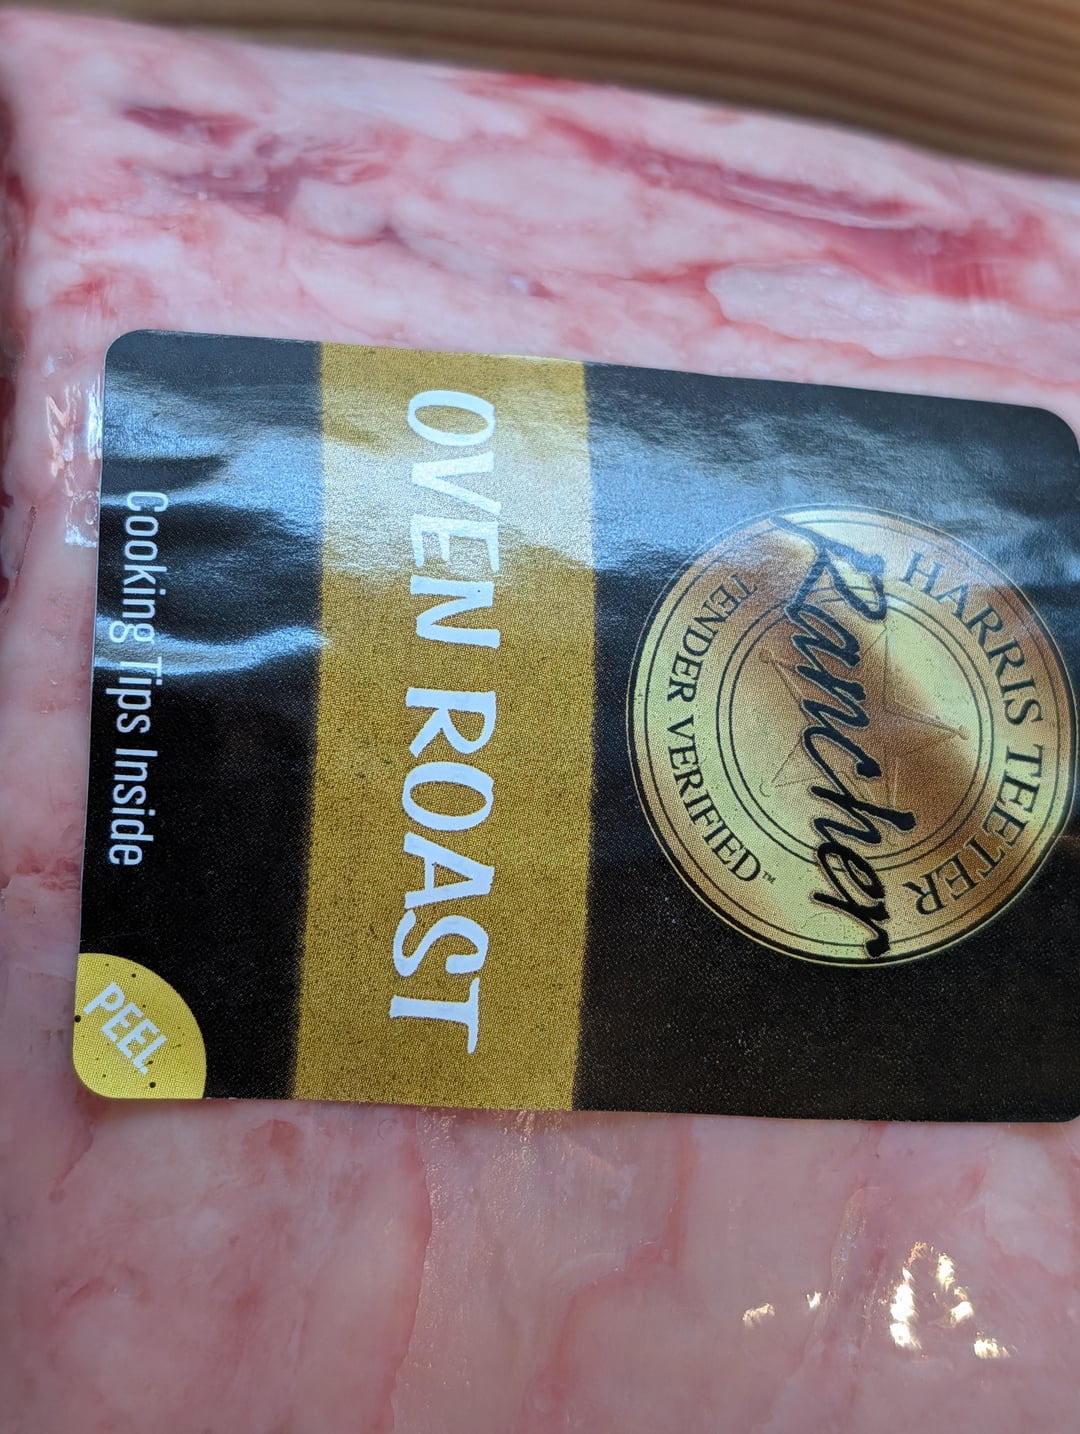 HARRIS TEETER
Rancher
TENDER VERIFIED™
OVEN ROAST
Cooking Tips Inside
PEEL